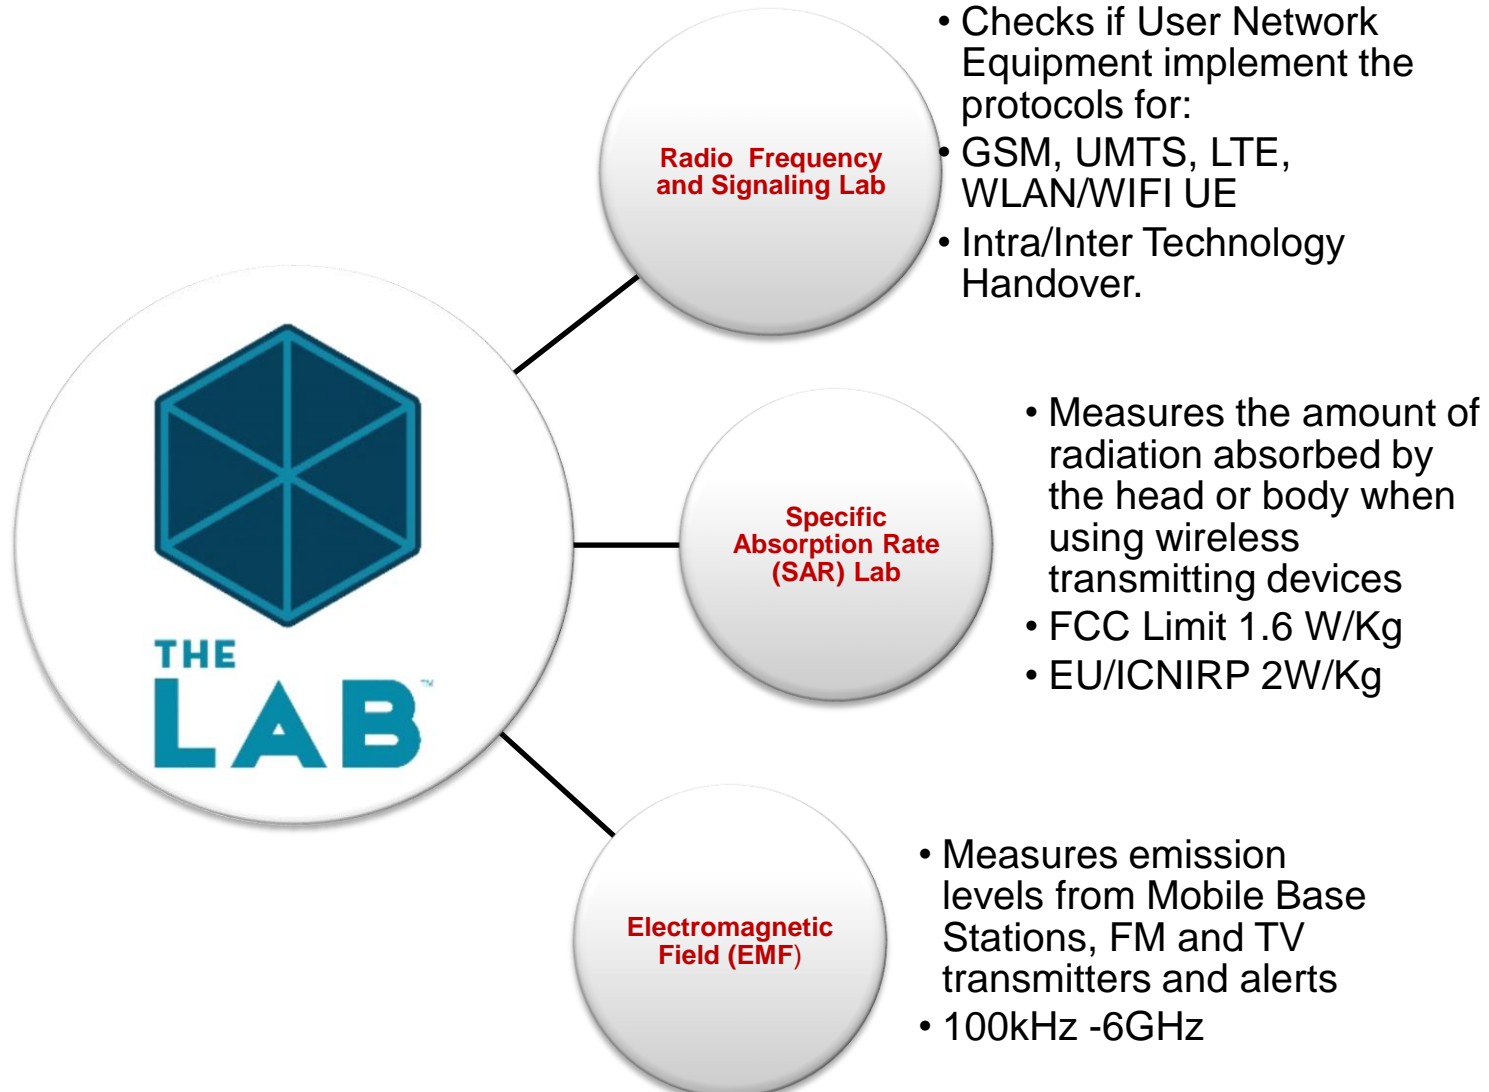 • Checks if User Network
Equipment implement the
protocols for:
• GSM, UMTS, LTE,
WLAN/WIFI UE
• Intra/Inter Technology
Handover.
Radio Frequency
and Signaling Lab
THE
LAB™
Specific
Absorption Rate
(SAR) Lab
• Measures the amount of
radiation absorbed by
the head or body when
using wireless
transmitting devices
• FCC Limit 1.6 W/Kg
• EU/ICNIRP 2W/Kg
Electromagnetic
Field (EMF)
• Measures emission
levels from Mobile Base
Stations, FM and TV
transmitters and alerts
• 100kHz -6GHz